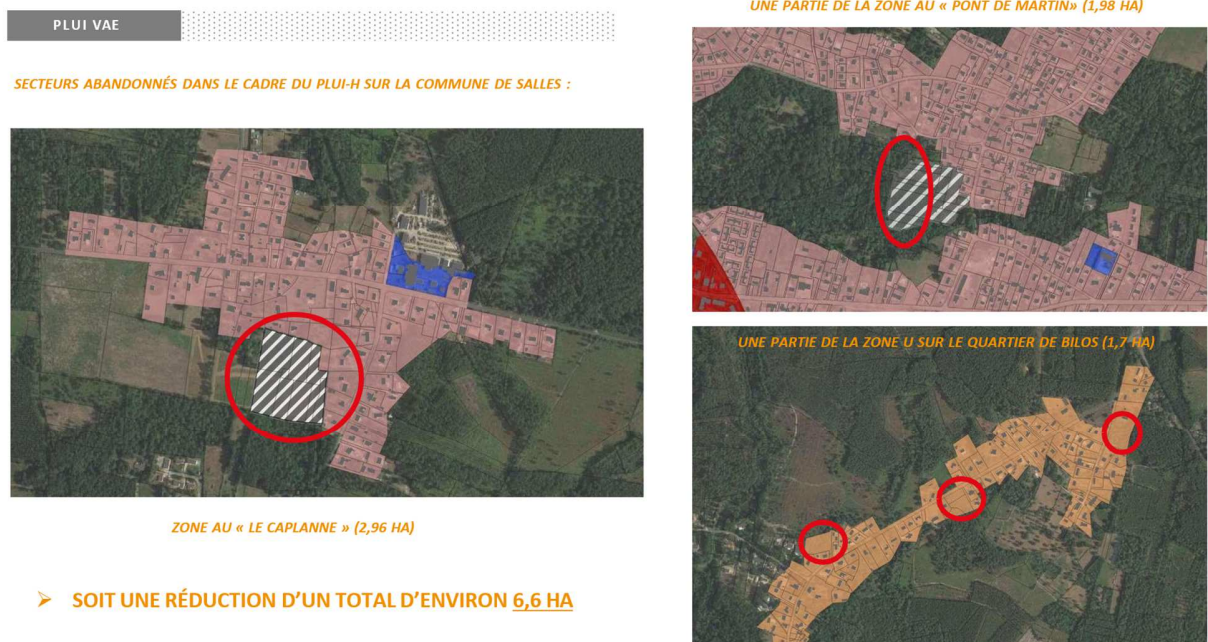 PLUI VAE
SECTEURS ABANDONNÉS DANS LE CADRE DU PLUI-H SUR LA COMMUNE DE SALLES :
ZONE AU « LE CAPLANNE » (2,96 HA)
➢ SOIT UNE RÉDUCTION D’UN TOTAL D’ENVIRON 6,6 HA
UNE PARTIE DE LA ZONE AU « PONT DE MARTIN» (1,98 HA)
UNE PARTIE DE LA ZONE U SUR LE QUARTIER DE BILOS (1,7 HA)